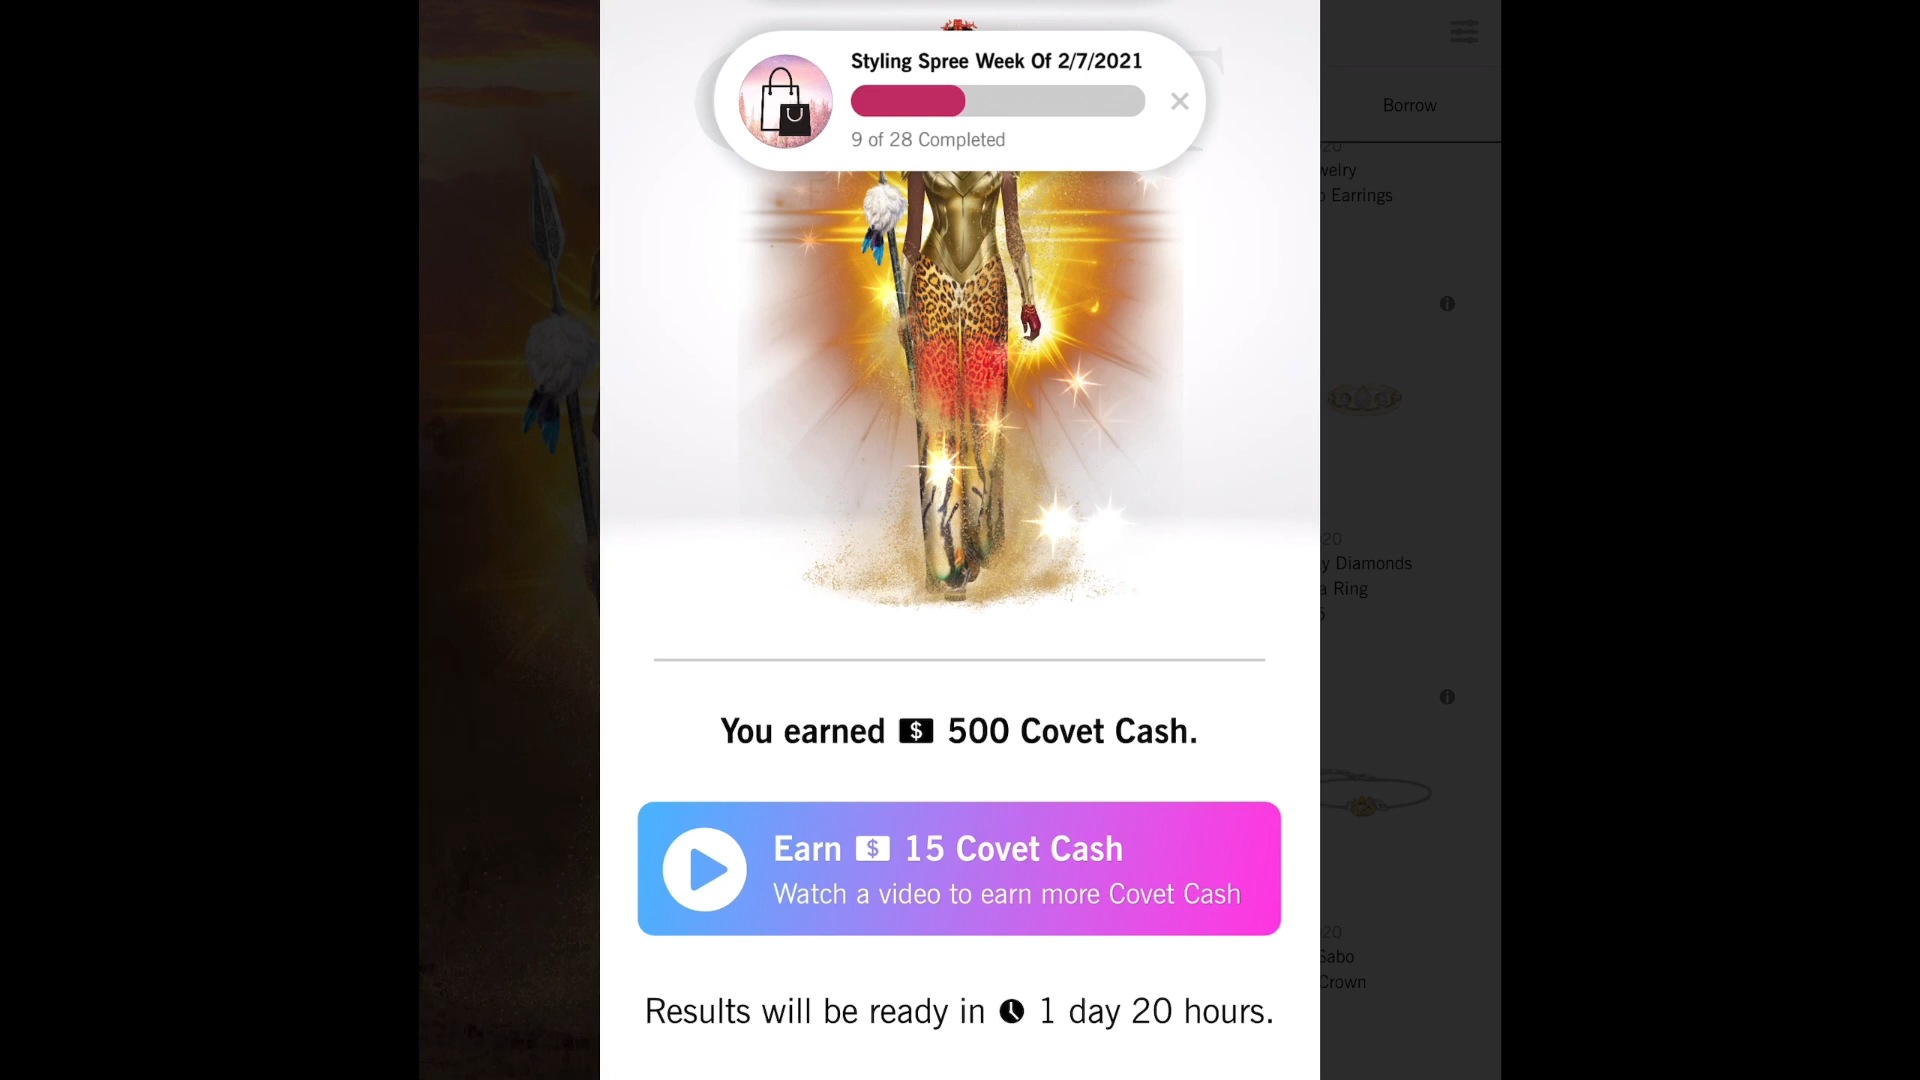 Styling Spree Week Of 2/7/2021
9 of 28 Completed
Borrow
Earrings
Diamonds
Ring
Crown
You earned $ 500 Covet Cash.
Earn $ 15 Covet Cash
Watch a video to earn more Covet Cash
Results will be ready in 1 day 20 hours.